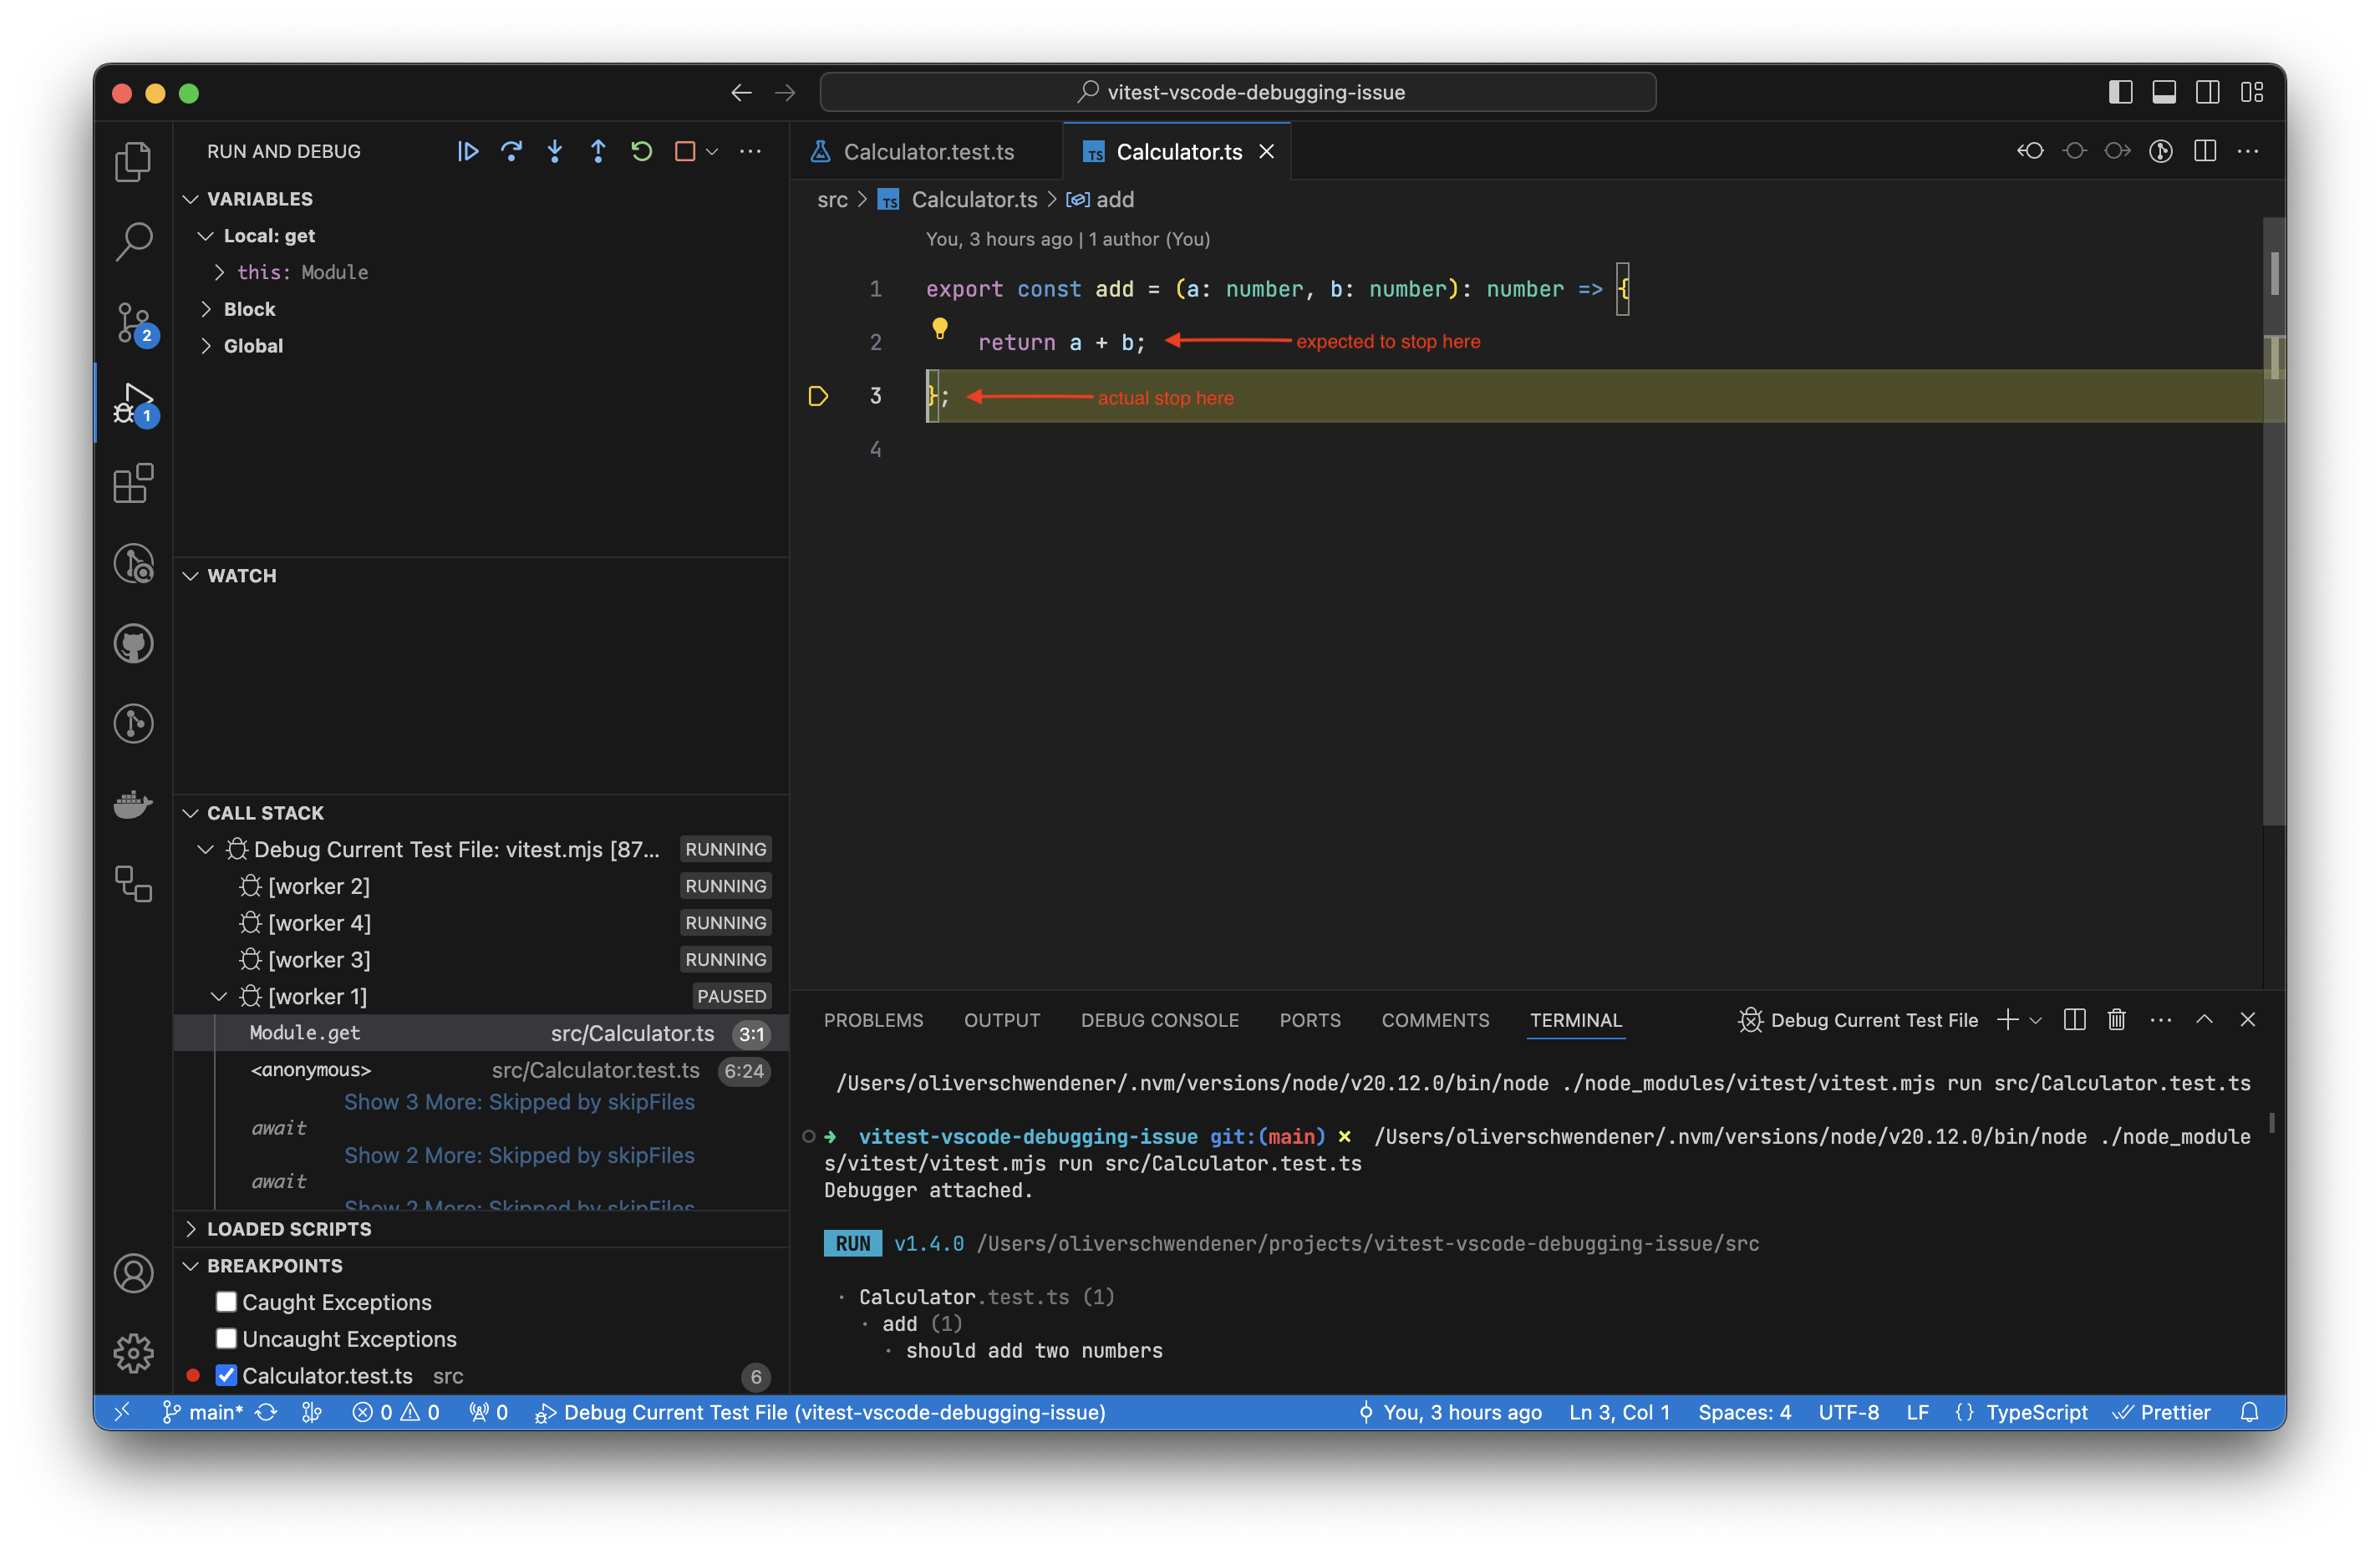 vitest-vscode-debugging-issue
RUN AND DEBUG
VARIABLES
Local: get
this: Module
Block
Global
2
1
WATCH
CALL STACK
Debug Current Test File: vitest.mjs [87... RUNNING
[worker 2] RUNNING
[worker 4] RUNNING
[worker 3] RUNNING
[worker 1] PAUSED
Module.get src/Calculator.ts 3:1
<anonymous> src/Calculator.test.ts 6:24
Show 3 More: Skipped by skipFiles
await
Show 2 More: Skipped by skipFiles
await
Show 2 More: Skipped by skipFiles
LOADED SCRIPTS
BREAKPOINTS
Caught Exceptions
Uncaught Exceptions
Calculator.test.ts src 6
Calculator.test.ts
TS Calculator.ts
src > TS Calculator.ts > add
You, 3 hours ago | 1 author (You)
1 export const add = (a: number, b: number): number => {
2 return a + b; expected to stop here
3 }; actual stop here
4
PROBLEMS OUTPUT DEBUG CONSOLE PORTS COMMENTS TERMINAL Debug Current Test File
/Users/oliverschwendener/.nvm/versions/node/v20.12.0/bin/node ./node_modules/vitest/vitest.mjs run src/Calculator.test.ts
➜ vitest-vscode-debugging-issue git:(main) ✗ /Users/oliverschwendener/.nvm/versions/node/v20.12.0/bin/node ./node_module
s/vitest/vitest.mjs run src/Calculator.test.ts
Debugger attached.
RUN v1.4.0 /Users/oliverschwendener/projects/vitest-vscode-debugging-issue/src
· Calculator.test.ts (1)
· add (1)
· should add two numbers
main* 0 0 0 Debug Current Test File (vitest-vscode-debugging-issue) You, 3 hours ago Ln 3, Col 1 Spaces: 4 UTF-8 LF {} TypeScript Prettier